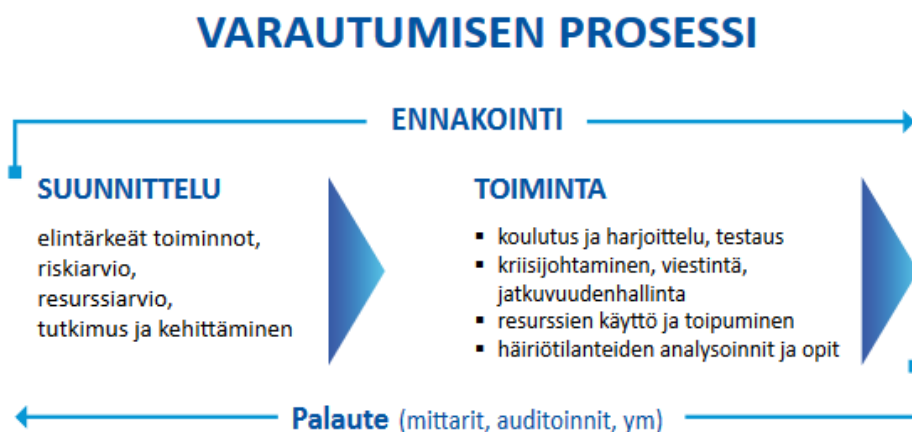 VARAUTUMISEN PROSESSI
ENNAKOINTI
SUUNNITTELU
elintärkeät toiminnot,
riskiarvio,
resurssiarvio,
tutkimus ja kehittäminen
TOIMINTA
▪ koulutus ja harjoittelu, testaus
▪ kriisijohtaminen, viestintä,
jatkuvuudenhallinta
▪ resurssien käyttö ja toipuminen
▪ häiriötilanteiden analysoinnit ja opit
Palaute (mittarit, auditoinnit, ym)